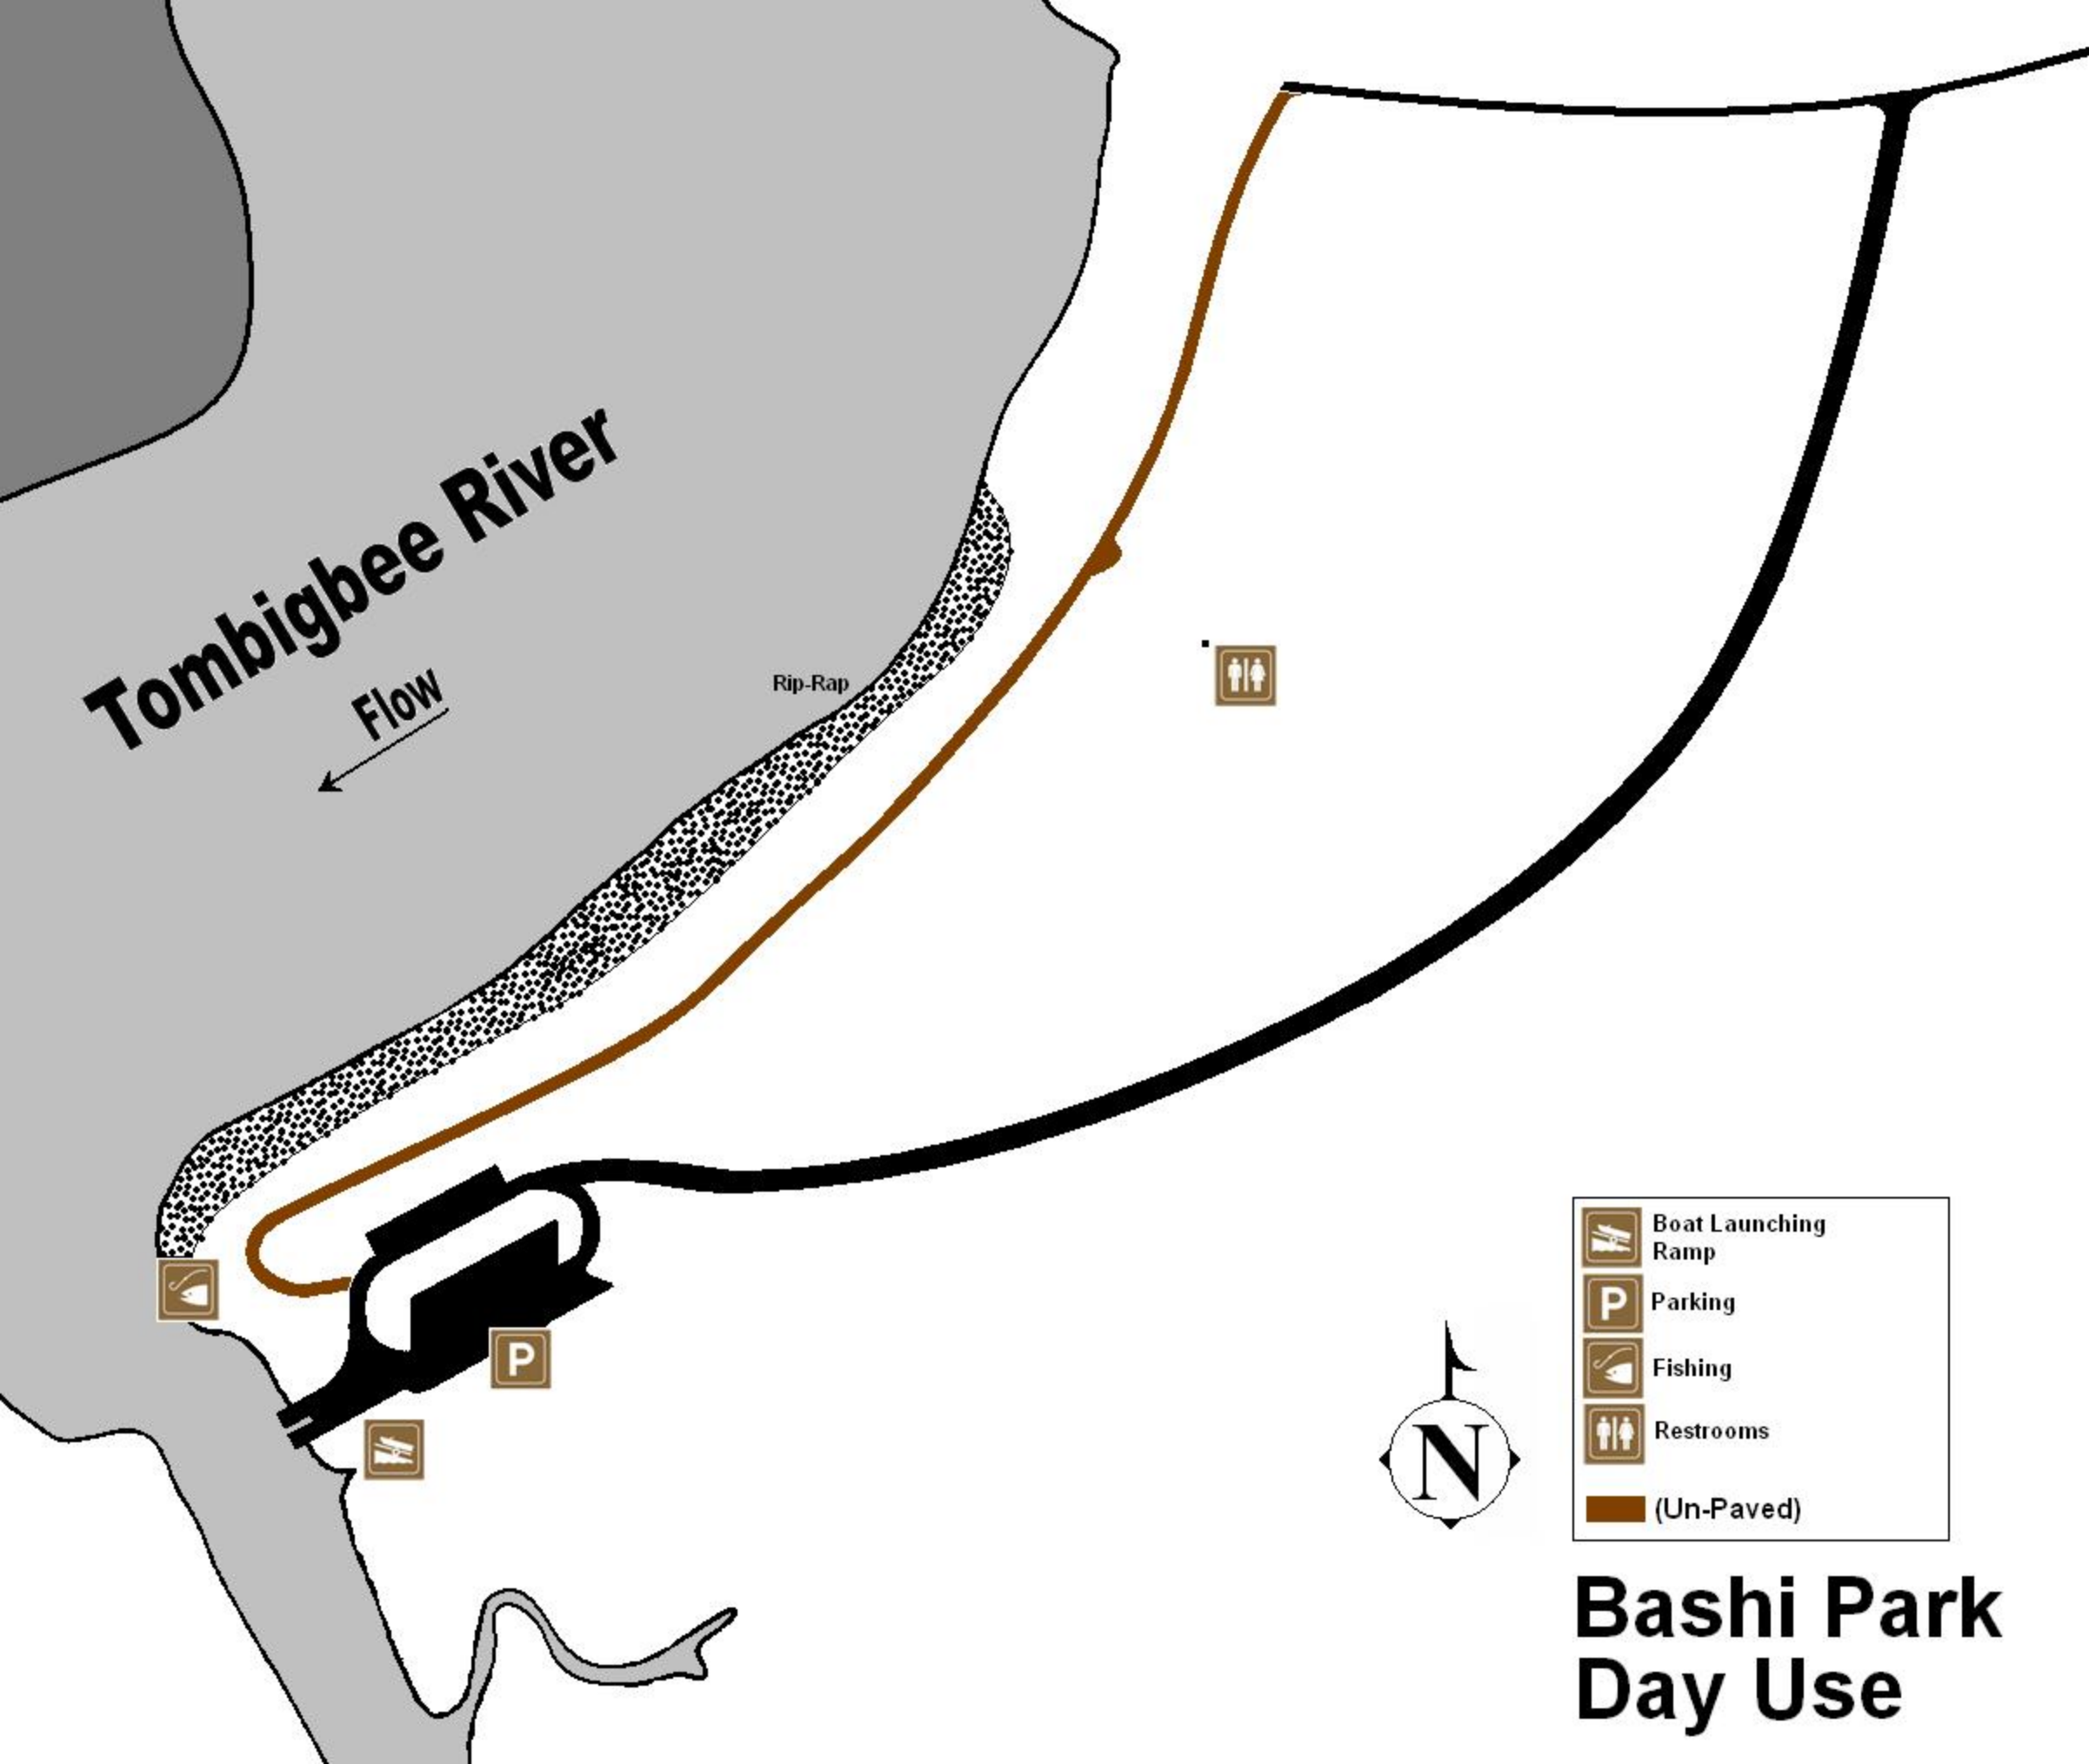 Tombigbee River
Flow
Rip-Rap
P
Boat Launching
Ramp
P
Parking
Fishing
Restrooms
(Un-Paved)
N
Bashi Park
Day Use